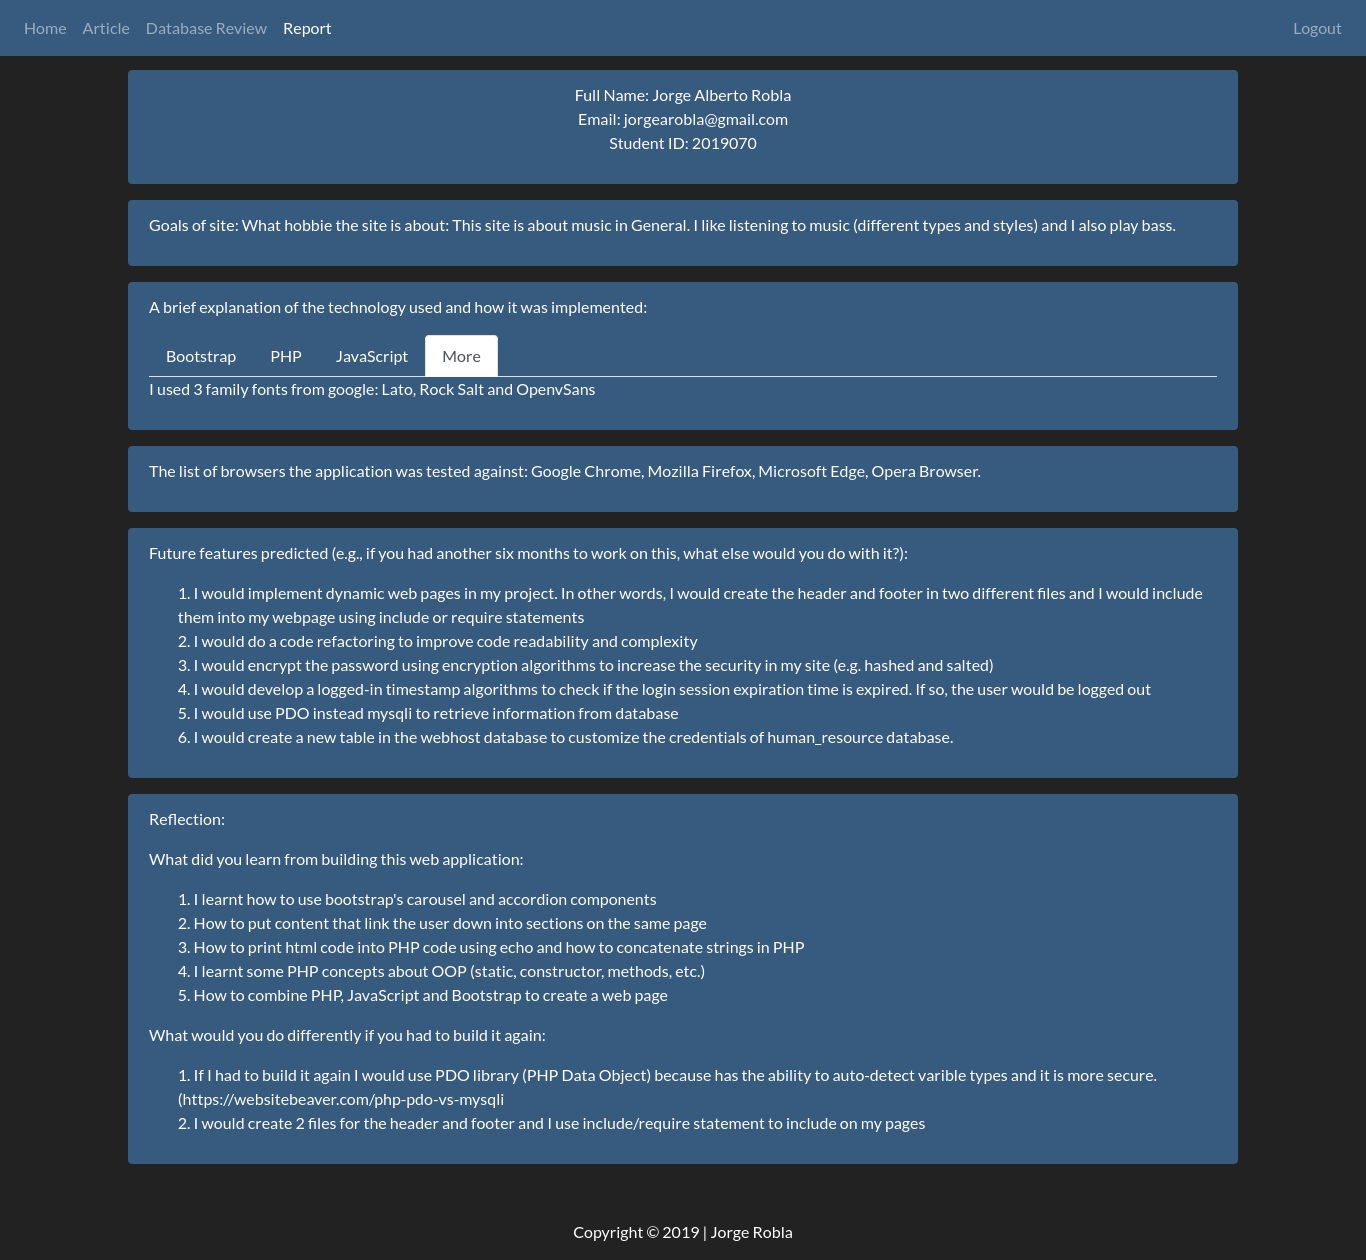 Home Article Database Review Report Logout
Full Name: Jorge Alberto Robla
Email: jorgearobla@gmail.com
Student ID: 2019070
Goals of site: What hobbie the site is about: This site is about music in General. I like listening to music (different types and styles) and I also play bass.
A brief explanation of the technology used and how it was implemented:
Bootstrap PHP JavaScript More
I used 3 family fonts from google: Lato, Rock Salt and OpenvSans
The list of browsers the application was tested against: Google Chrome, Mozilla Firefox, Microsoft Edge, Opera Browser.
Future features predicted (e.g., if you had another six months to work on this, what else would you do with it?):
1. I would implement dynamic web pages in my project. In other words, I would create the header and footer in two different files and I would include
them into my webpage using include or require statements
2. I would do a code refactoring to improve code readability and complexity
3. I would encrypt the password using encryption algorithms to increase the security in my site (e.g. hashed and salted)
4. I would develop a logged-in timestamp algorithms to check if the login session expiration time is expired. If so, the user would be logged out
5. I would use PDO instead mysqli to retrieve information from database
6. I would create a new table in the webhost database to customize the credentials of human_resource database.
Reflection:
What did you learn from building this web application:
1. I learnt how to use bootstrap's carousel and accordion components
2. How to put content that link the user down into sections on the same page
3. How to print html code into PHP code using echo and how to concatenate strings in PHP
4. I learnt some PHP concepts about OOP (static, constructor, methods, etc.)
5. How to combine PHP, JavaScript and Bootstrap to create a web page
What would you do differently if you had to build it again:
1. If I had to build it again I would use PDO library (PHP Data Object) because has the ability to auto-detect varible types and it is more secure.
(https://websitebeaver.com/php-pdo-vs-mysqli
2. I would create 2 files for the header and footer and I use include/require statement to include on my pages
Copyright © 2019 | Jorge Robla